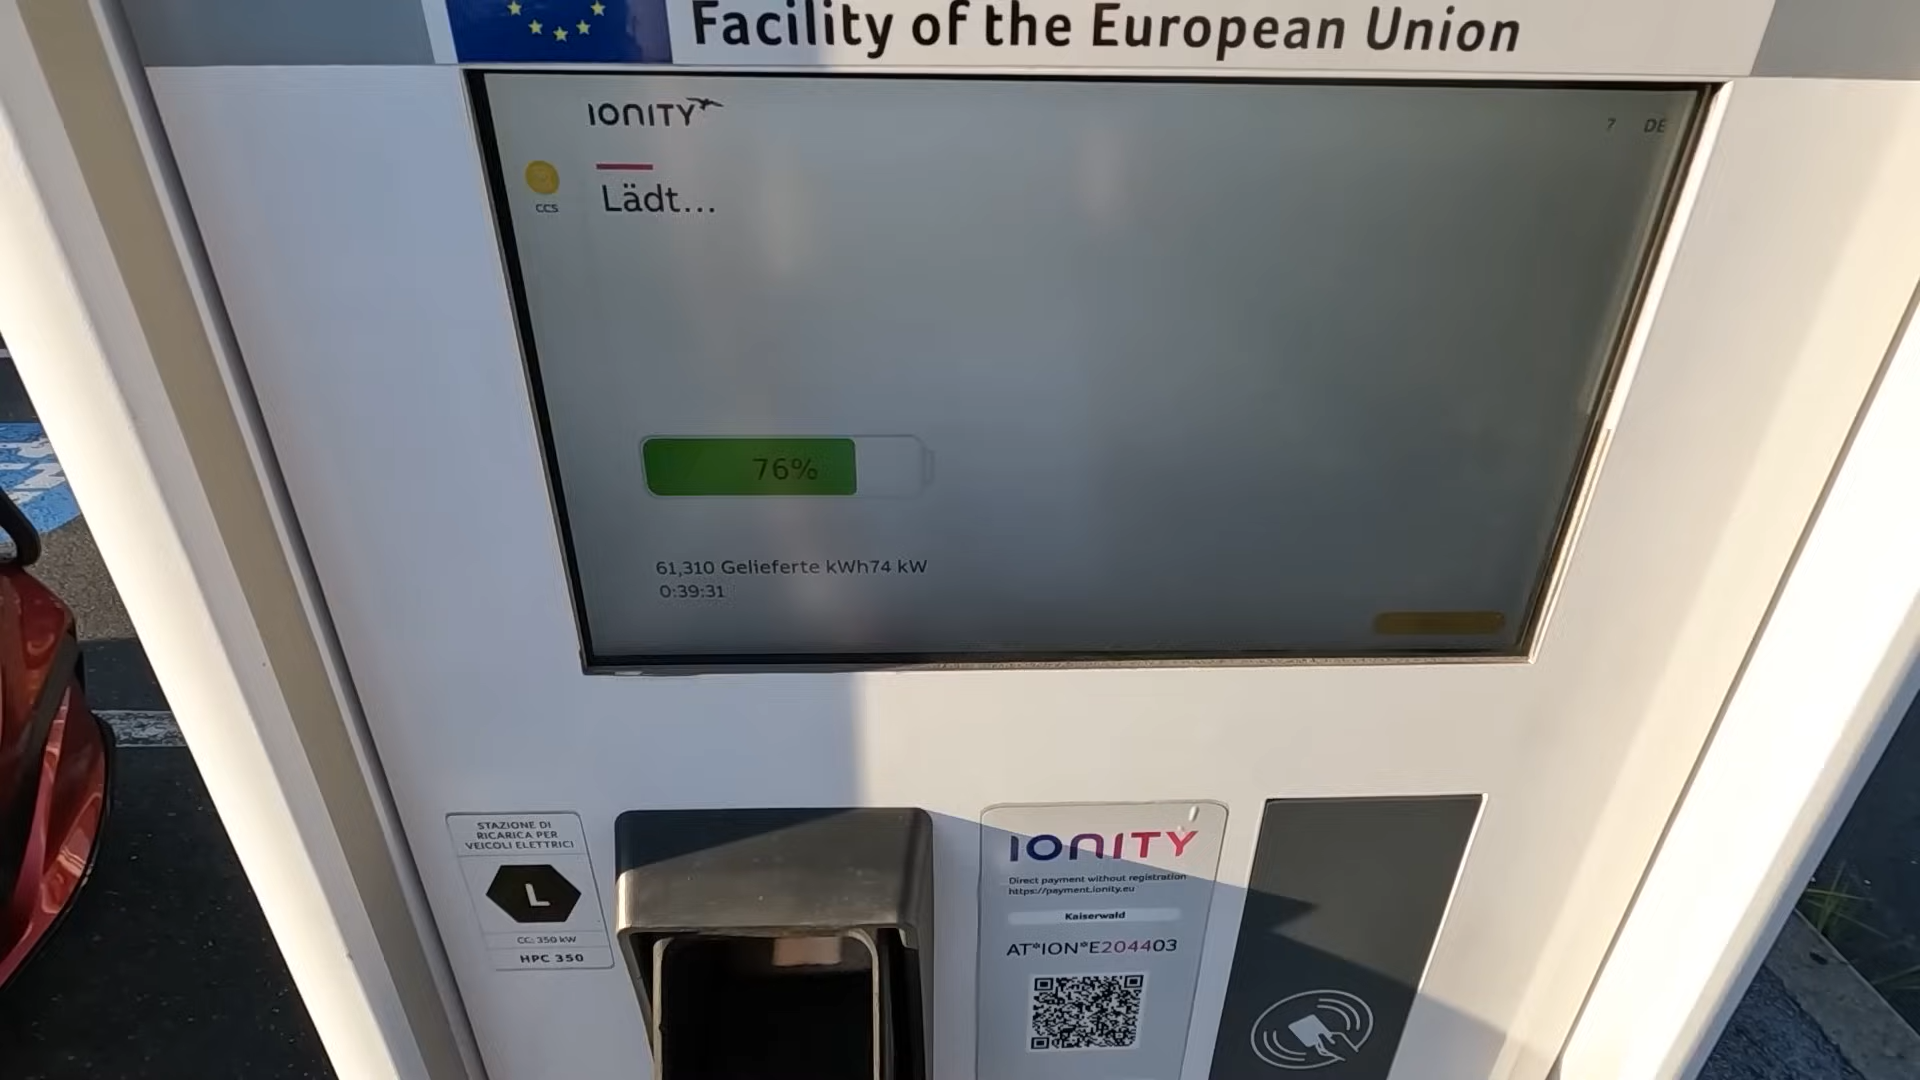 Facility of the European Union
IONITY
7 DE
CCS
Lädt...
76%
61,310 Gelieferte kWh74 kW
0:39:31
STAZIONE DI
RICARICA PER
VEICOLI ELETTRICI
L
CC: 350 kW
HPC 350
IONITY
Direct payment without registration
https://payment.ionity.eu
Kaiserwald
AT*ION*E204403